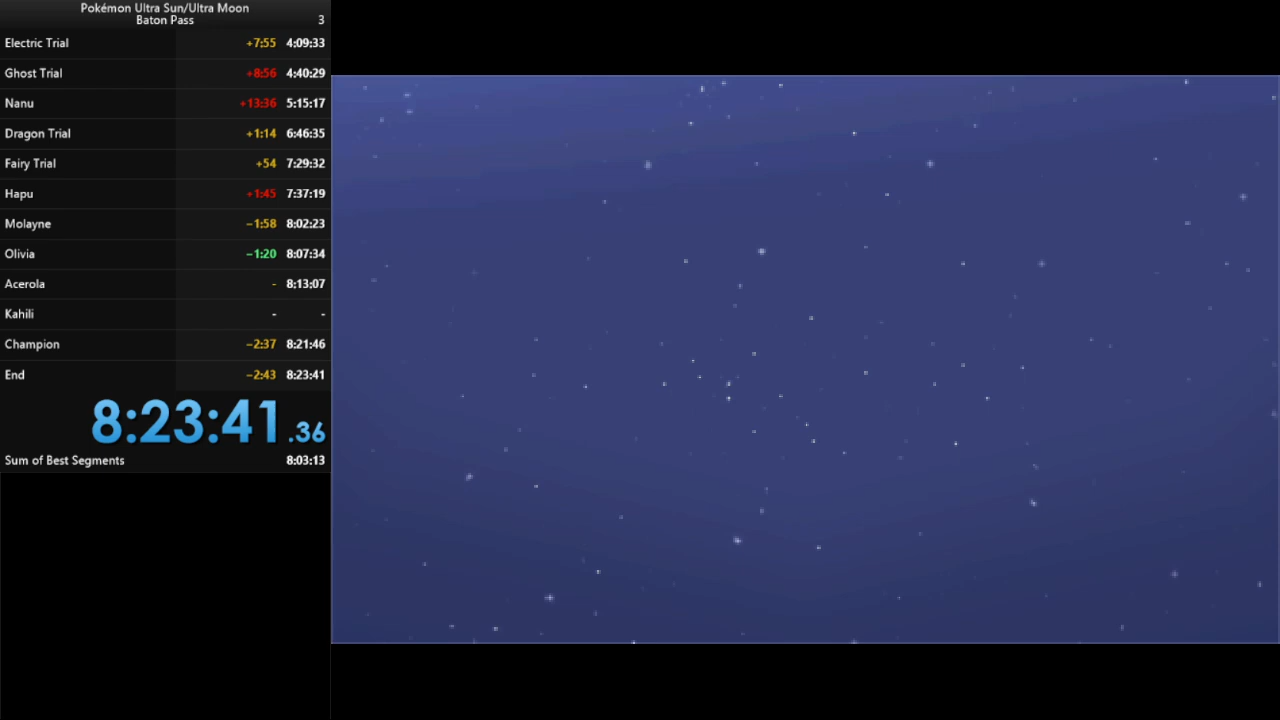 Pokémon Ultra Sun/Ultra Moon
Baton Pass 3
Electric Trial +7:55 4:09:33
Ghost Trial +8:56 4:40:29
Nanu +13:36 5:15:17
Dragon Trial +1:14 6:46:35
Fairy Trial +54 7:29:32
Hapu +1:45 7:37:19
Molayne −1:58 8:02:23
Olivia −1:20 8:07:34
Acerola - 8:13:07
Kahili - -
Champion −2:37 8:21:46
End −2:43 8:23:41
8:23:41.36
Sum of Best Segments 8:03:13